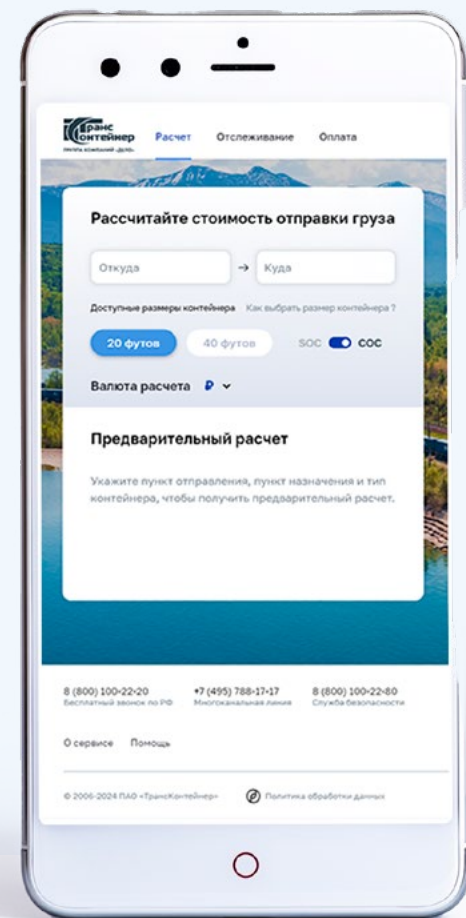 Транс
Контейнер
ГРУППА КОМПАНИЙ «ДЕЛО»
Расчет Отслеживание Оплата
Рассчитайте стоимость отправки груза
Откуда → Куда
Доступные размеры контейнера Как выбрать размер контейнера ?
20 футов 40 футов SOC COC
Валюта расчета ₽
Предварительный расчет
Укажите пункт отправления, пункт назначения и тип
контейнера, чтобы получить предварительный расчет.
8 (800) 100-22-20 +7 (495) 788-17-17 8 (800) 100-22-80
Бесплатный звонок по РФ Многоканальная линия Служба безопасности
О сервисе Помощь
© 2006-2024 ПАО «ТрансКонтейнер» Политика обработки данных